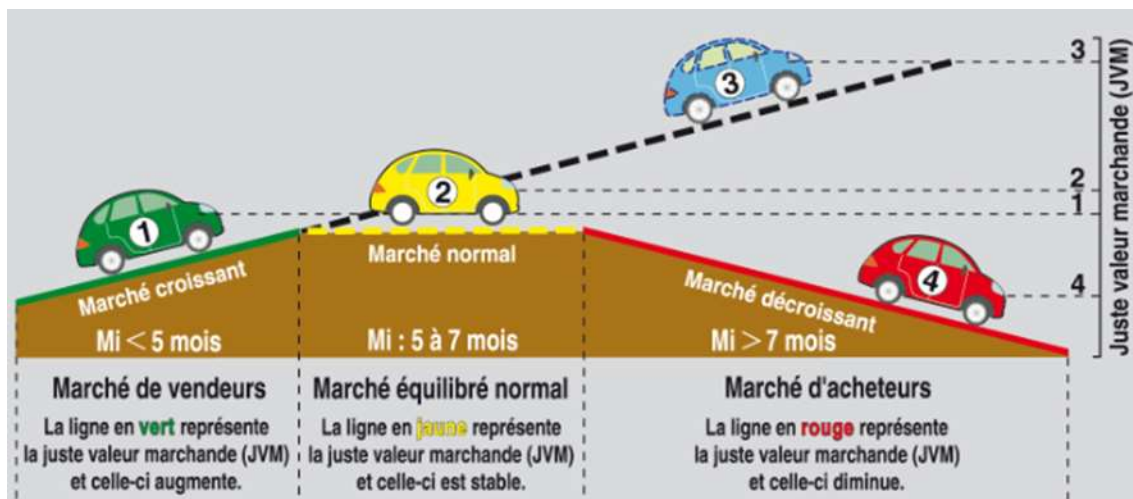 3
3
Juste valeur marchande (JVM)
2
2
1
1
4
4
Marché croissant
Marché normal
Marché décroissant
Mi < 5 mois
Mi : 5 à 7 mois
Mi > 7 mois
Marché de vendeurs
La ligne en vert représente
la juste valeur marchande (JVM)
et celle-ci augmente.
Marché équilibré normal
La ligne en jaune représente
la juste valeur marchande (JVM)
et celle-ci est stable.
Marché d'acheteurs
La ligne en rouge représente
la juste valeur marchande (JVM)
et celle-ci diminue.